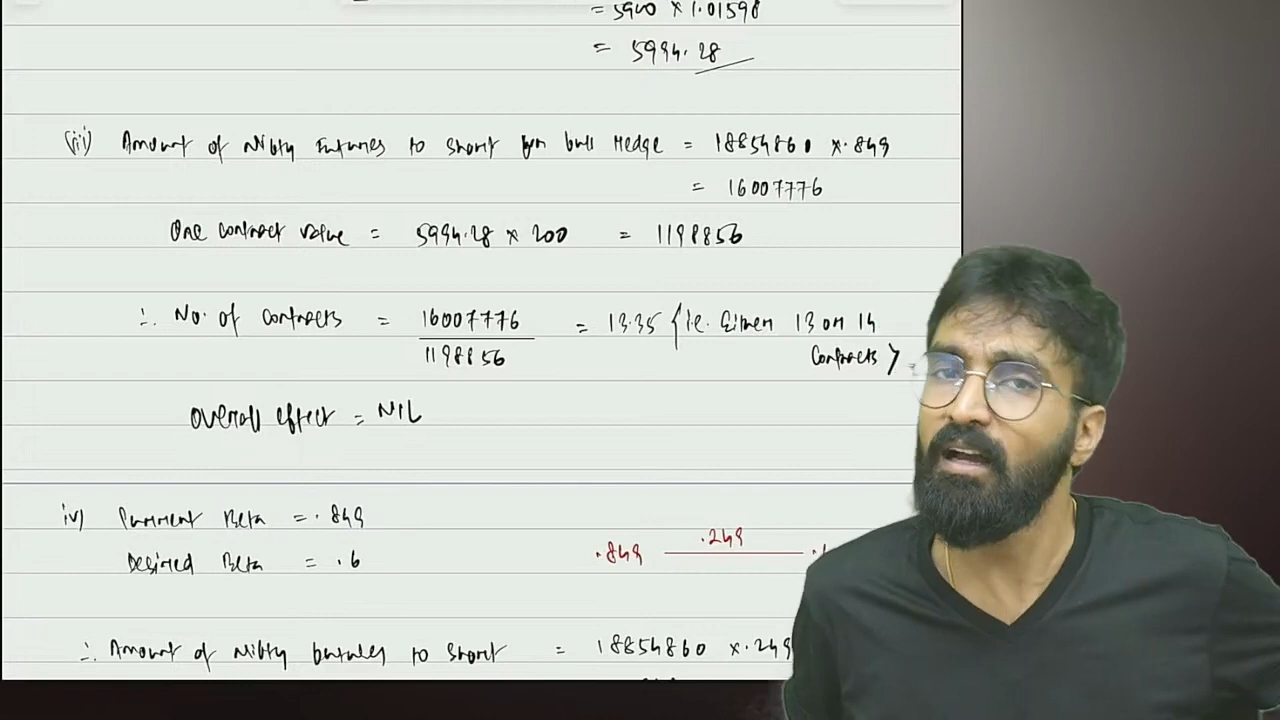 = 5900 × 1.01598
= 5994.28
(iii) Amount of Nifty Futures to short for full Hedge = 18854860 × .849
= 16007776
One contract value = 5994.28 × 200 = 1198856
∴ No. of contracts = 16007776 / 1198856 = 13.35 {i.e. Either 13 or 14
contracts}
Overall effect = NIL
iv) Current Beta = .849
Desired Beta = .6
.849 .249
∴ Amount of Nifty futures to short = 18854860 × .249